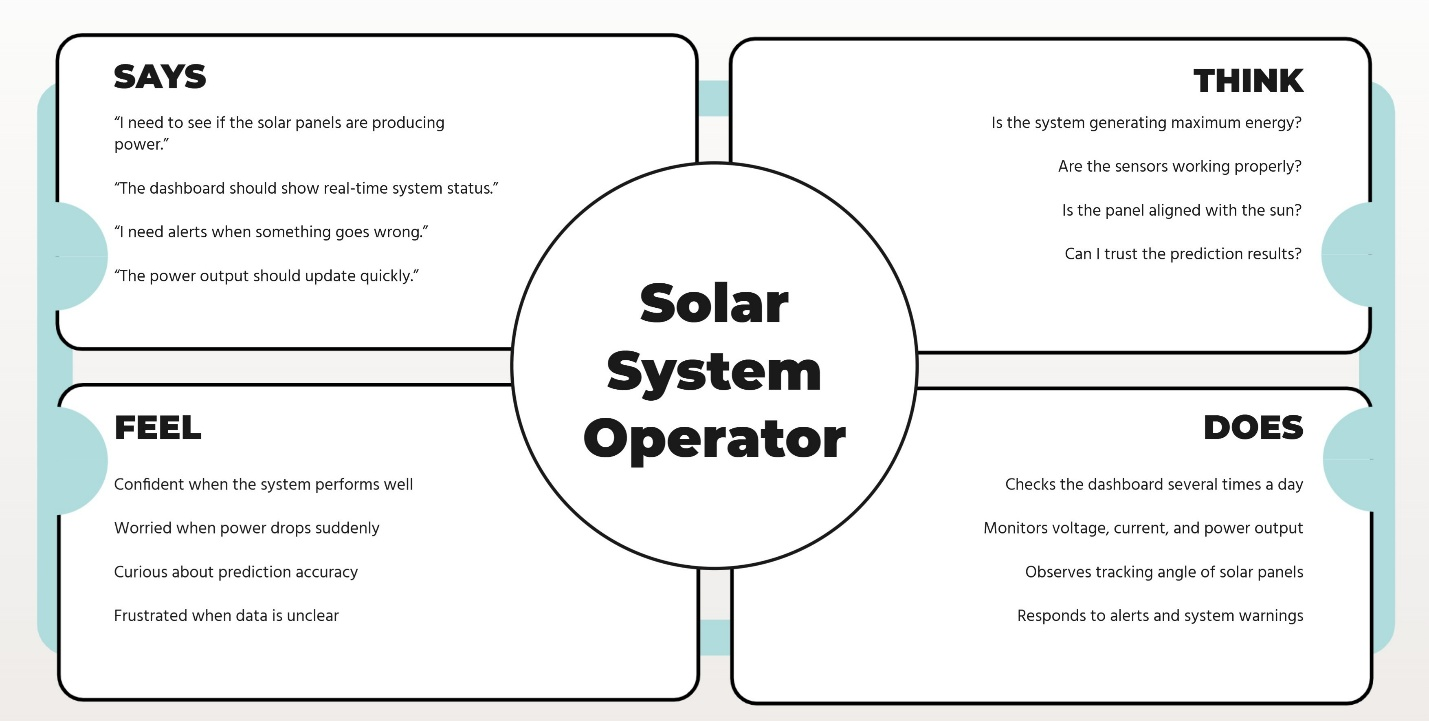 SAYS
“I need to see if the solar panels are producing
power.”
“The dashboard should show real-time system status.”
“I need alerts when something goes wrong.”
“The power output should update quickly.”
THINK
Is the system generating maximum energy?
Are the sensors working properly?
Is the panel aligned with the sun?
Can I trust the prediction results?
Solar
System
Operator
FEEL
Confident when the system performs well
Worried when power drops suddenly
Curious about prediction accuracy
Frustrated when data is unclear
DOES
Checks the dashboard several times a day
Monitors voltage, current, and power output
Observes tracking angle of solar panels
Responds to alerts and system warnings